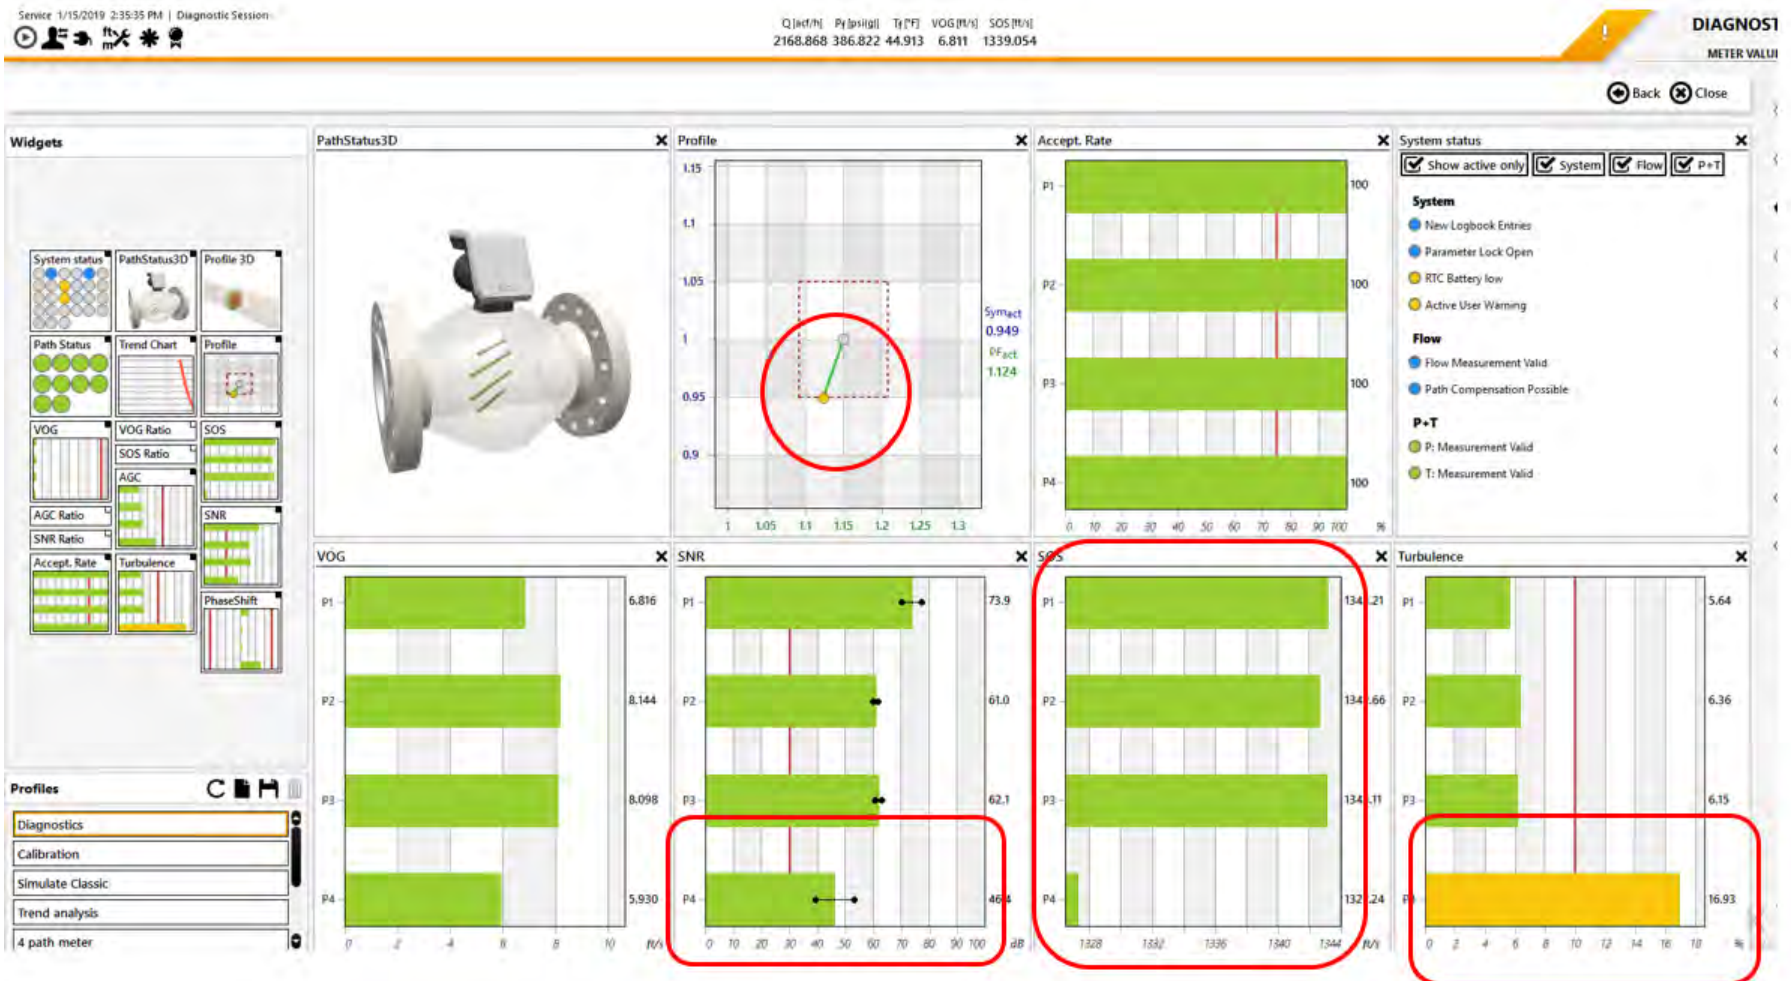 Service 1/15/2019 2:35:35 PM | Diagnostic Session
Q [acf/h] Pf [psi(g)] Tf [°F] VOG [ft/s] SOS [ft/s]
2168.868 386.822 44.913 6.811 1339.054
!
DIAGNOST
METER VALUI
Back Close
Widgets
System status PathStatus3D Profile 3D
Path Status Trend Chart Profile
VOG VOG Ratio SOS
SOS Ratio
AGC
AGC Ratio SNR
SNR Ratio
Accept. Rate Turbulence
PhaseShift
Profiles
Diagnostics
Calibration
Simulate Classic
Trend analysis
4 path meter
PathStatus3D
Profile
1.15
1.1
1.05
1
0.95
0.9
1 1.05 1.1 1.15 1.2 1.25 1.3
Symact
0.949
PFact
1.124
Accept. Rate
P1 100
P2 100
P3 100
P4 100
0 10 20 30 40 50 60 70 80 90 100 %
System status
Show active only System Flow P+T
System
New Logbook Entries
Parameter Lock Open
RTC Battery low
Active User Warning
Flow
Flow Measurement Valid
Path Compensation Possible
P+T
P: Measurement Valid
T: Measurement Valid
VOG
P1 6.816
P2 8.144
P3 8.098
P4 5.930
0 2 4 6 8 10 ft/s
SNR
P1 73.9
P2 61.0
P3 62.1
P4 46.4
0 10 20 30 40 50 60 70 80 90 100 dB
SOS
P1
P2
P3
P4
1328 1332 1336 1340 1344 ft/s
Turbulence
P1 5.64
P2 6.36
P3 6.15
16.93
0 2 4 6 8 10 12 14 16 18 %